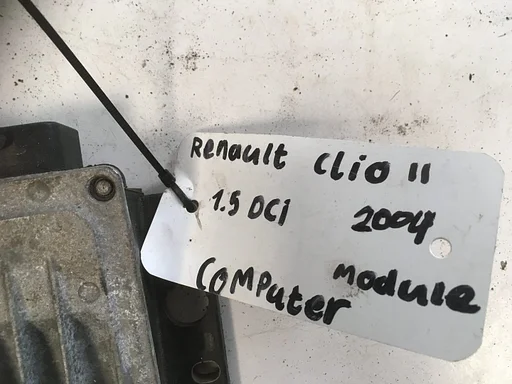 Renault Clio II
1.5 DCi 2004
Computer Module